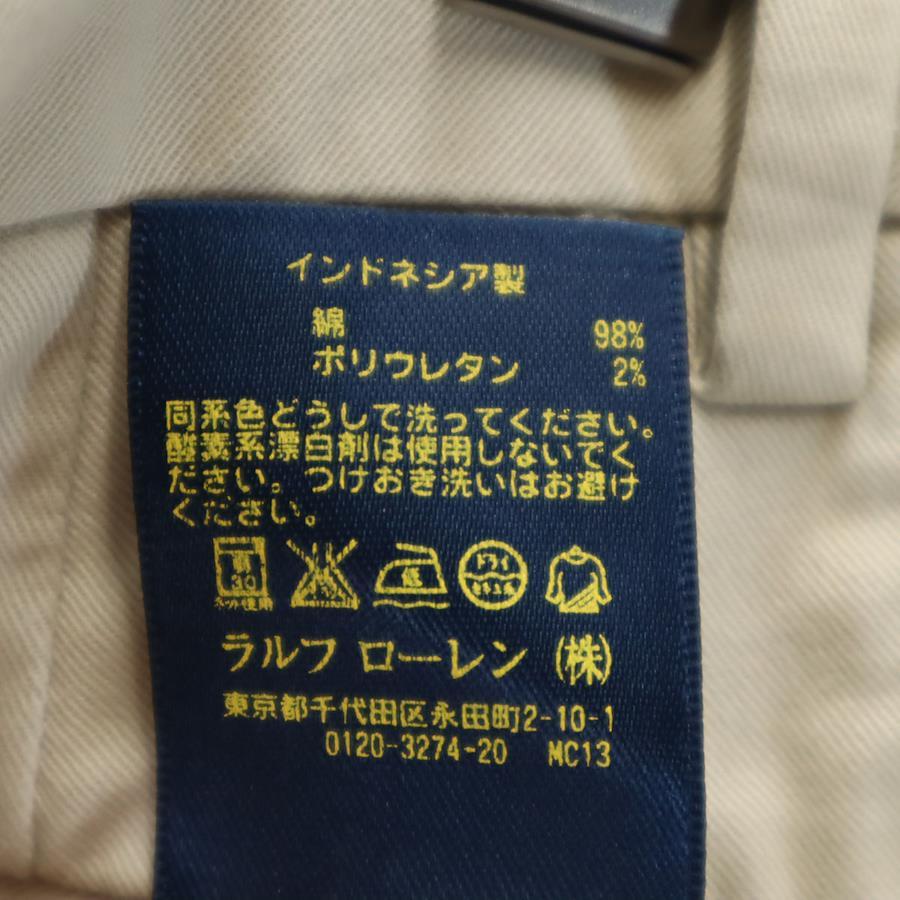 インドネシア製
綿 98%
ポリウレタン 2%
同系色どうしで洗ってください。
酸素系漂白剤は使用しないでく
ださい。つけおき洗いはお避け
ください。
30
ネット使用
低
ドライ
セキユ系
ラルフ ローレン (株)
東京都千代田区永田町2-10-1
0120-3274-20 MC13